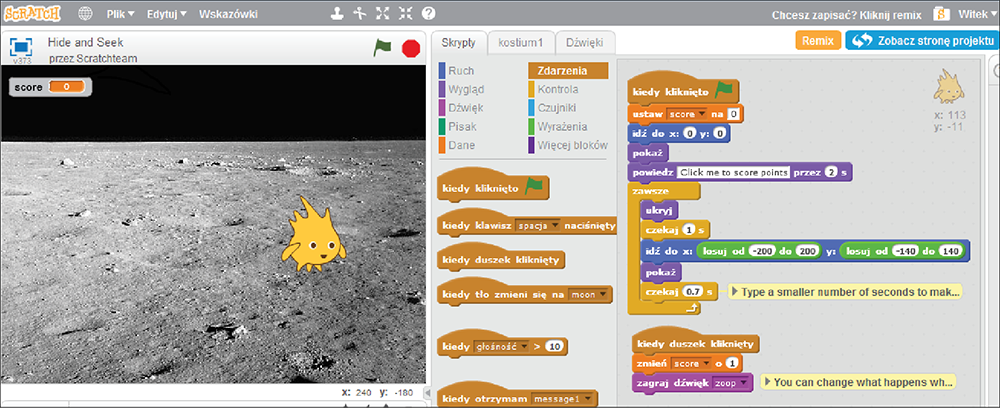 SCRATCH
Plik
Edytuj
Wskazówki
Chcesz zapisać? Kliknij remix
Witek
Hide and Seek
przez Scratchteam
v373
Skrypty
kostium1
Dźwięki
Remix
Zobacz stronę projektu
score 0
Ruch
Wygląd
Dźwięk
Pisak
Dane
Zdarzenia
Kontrola
Czujniki
Wyrażenia
Więcej bloków
kiedy kliknięto
kiedy klawisz spacja naciśnięty
kiedy duszek kliknięty
kiedy tło zmieni się na moon
kiedy głośność > 10
kiedy otrzymam message1
x: 240 y: -180
kiedy kliknięto
ustaw score na 0
idź do x: 0 y: 0
pokaż
powiedz Click me to score points przez 2 s
zawsze
ukryj
czekaj 1 s
idź do x: losuj od -200 do 200 y: losuj od -140 do 140
pokaż
czekaj 0.7 s
Type a smaller number of seconds to mak...
kiedy duszek kliknięty
zmień score o 1
zagraj dźwięk zoop
You can change what happens wh...
x: 113
y: -11